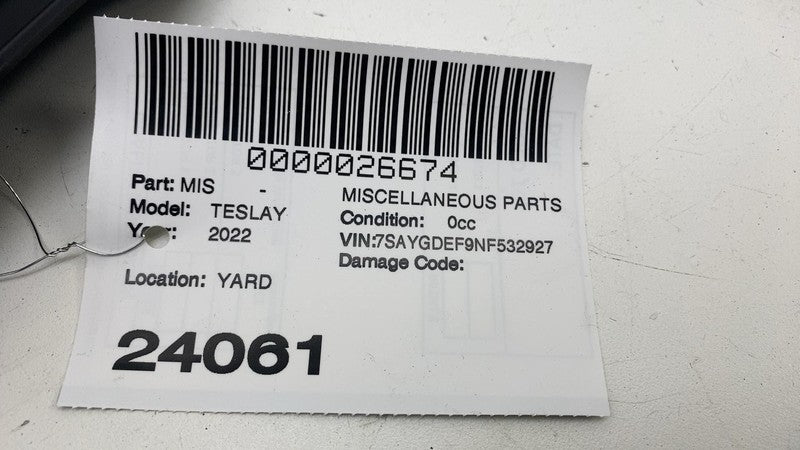 0000026674
Part: MIS - MISCELLANEOUS PARTS
Model: TESLAY Condition: 0cc
Year: 2022 VIN:7SAYGDEF9NF532927
Damage Code:
Location: YARD
24061